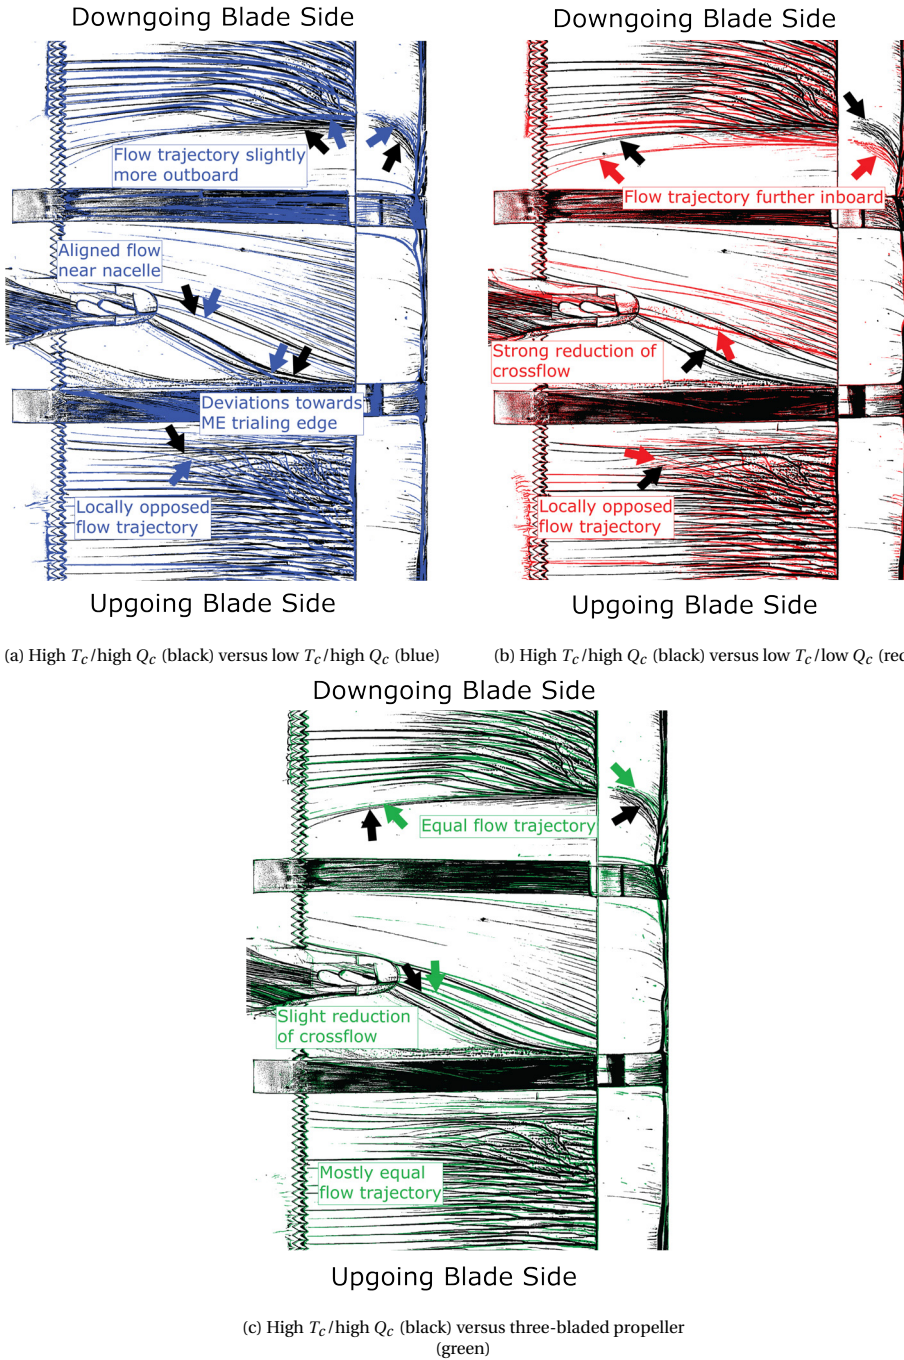 Downgoing Blade Side
Flow trajectory slightly
more outboard
Aligned flow
near nacelle
Deviations towards
ME trialing edge
Locally opposed
flow trajectory
Upgoing Blade Side
(a) High Tc/high Qc (black) versus low Tc/high Qc (blue)
Downgoing Blade Side
Flow trajectory further inboard
Strong reduction of
crossflow
Locally opposed
flow trajectory
Upgoing Blade Side
(b) High Tc/high Qc (black) versus low Tc/low Qc (rec
Downgoing Blade Side
Equal flow trajectory
Slight reduction
of crossflow
Mostly equal
flow trajectory
Upgoing Blade Side
(c) High Tc/high Qc (black) versus three-bladed propeller
(green)